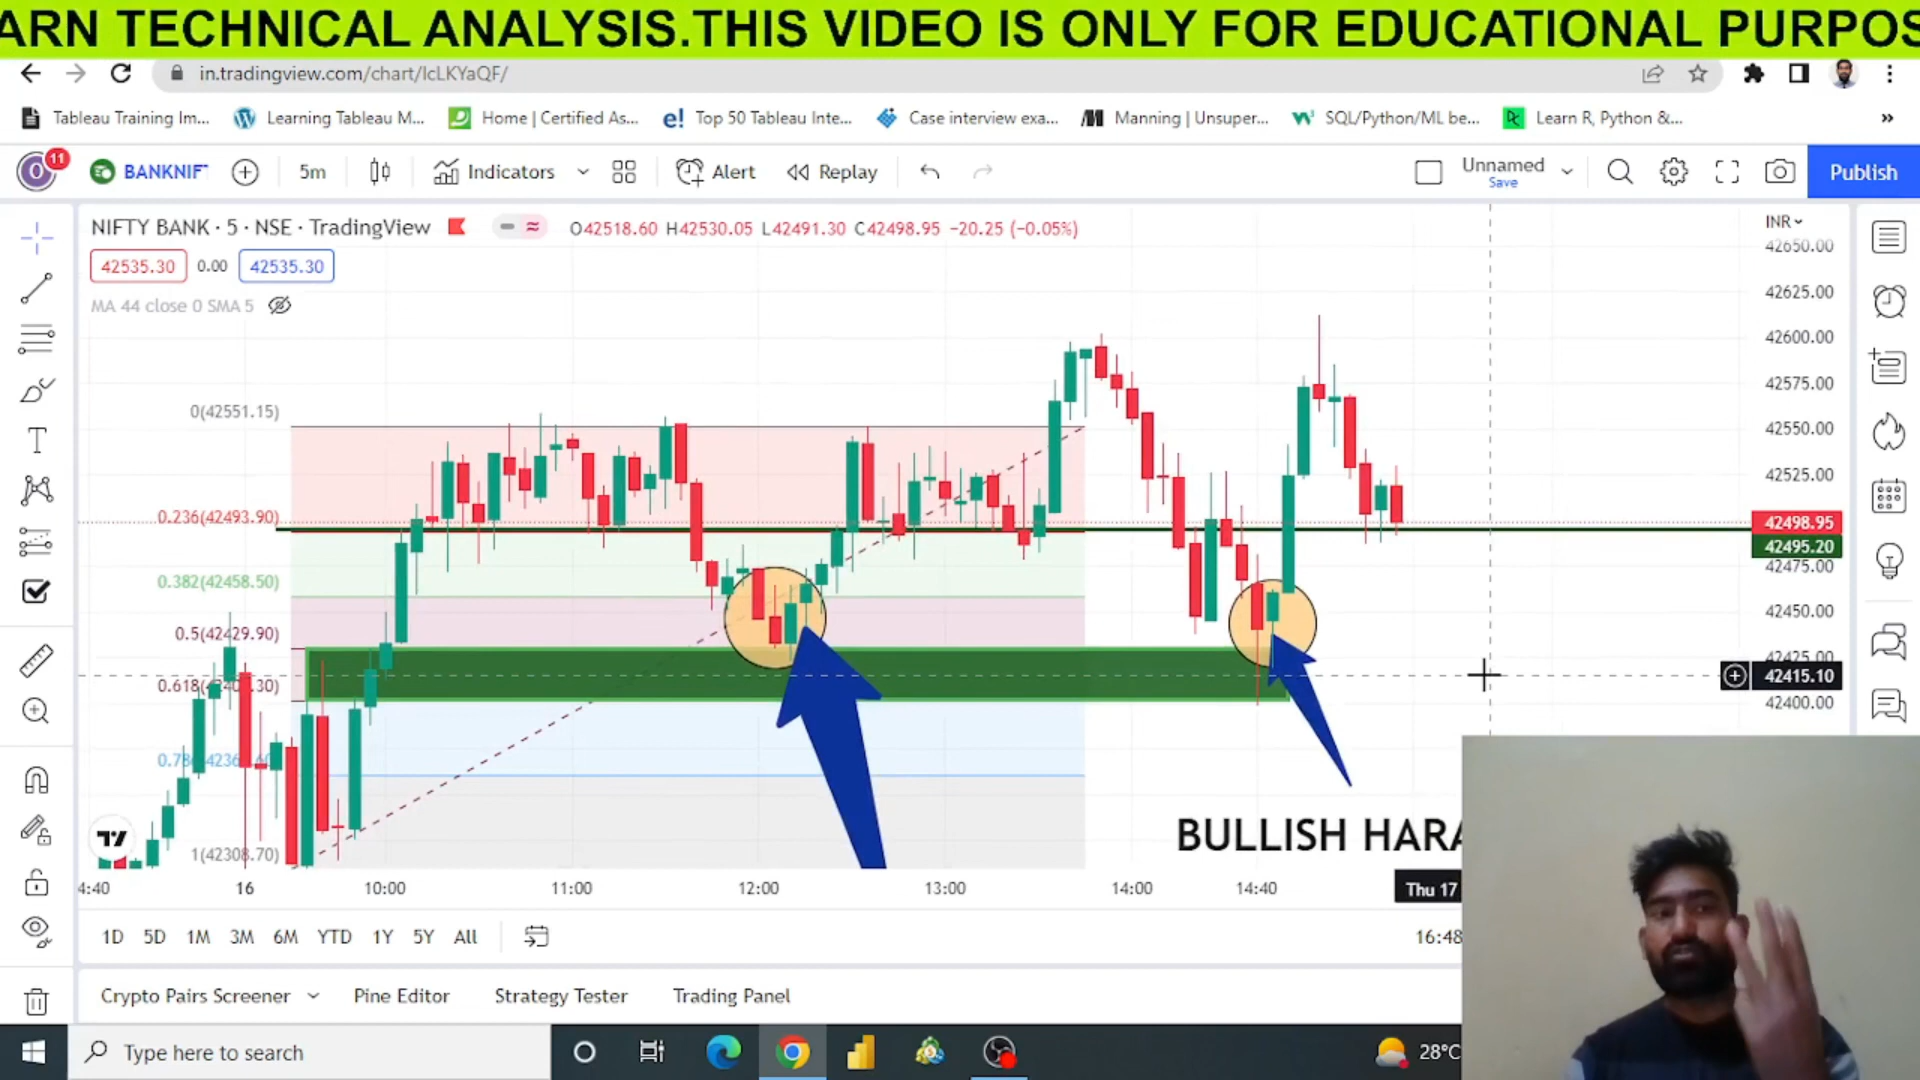 ARN TECHNICAL ANALYSIS.THIS VIDEO IS ONLY FOR EDUCATIONAL PURPOS
in.tradingview.com/chart/IcLKYaQF/
Tableau Training Im... Learning Tableau M... Home | Certified As... Top 50 Tableau Inte... Case interview exa... Manning | Unsuper... SQL/Python/ML be... Learn R, Python &... »
O 11 BANKNIF 5m Indicators Alert Replay Unnamed Save Publish
NIFTY BANK · 5 · NSE · TradingView O42518.60 H42530.05 L42491.30 C42498.95 -20.25 (-0.05%)
42535.30 0.00 42535.30
MA 44 close 0 SMA 5
INR
42650.00
42625.00
42600.00
42575.00
42550.00
42525.00
42498.95
42495.20
42475.00
42450.00
42425.00
42415.10
42400.00
0(42551.15)
0.236(42493.90)
0.382(42458.50)
0.5(42429.90)
1(42308.70)
BULLISH HARA
4:40 16 10:00 11:00 12:00 13:00 14:00 14:40 Thu 17
1D 5D 1M 3M 6M YTD 1Y 5Y All 16:48
Crypto Pairs Screener Pine Editor Strategy Tester Trading Panel
Type here to search 28°C